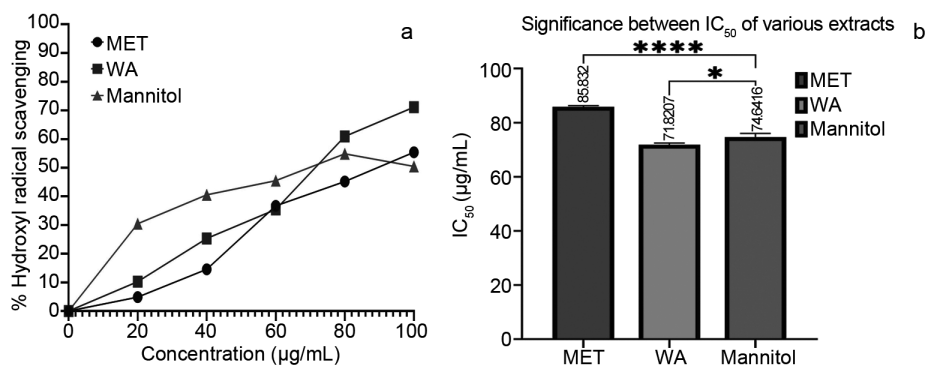 100
90
80
70
60
50
40
30
20
10
0
% Hydroxyl radical scavenging
MET
WA
Mannitol
a
0 20 40 60 80 100
Concentration (µg/mL)
Significance between IC50 of various extracts
b
****
*
85.832
71.8207
74.6416
MET
WA
Mannitol
100
80
60
40
20
0
IC50 (µg/mL)
MET WA Mannitol